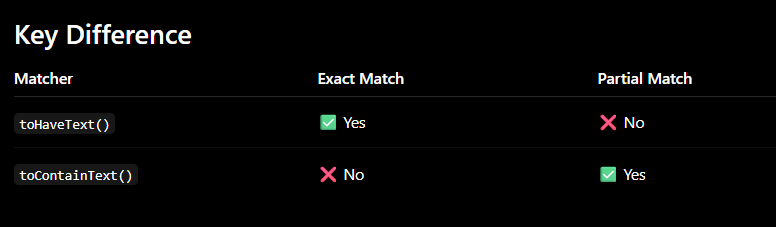 Key Difference
Matcher Exact Match Partial Match
toHaveText() ✅ Yes ❌ No
toContainText() ❌ No ✅ Yes